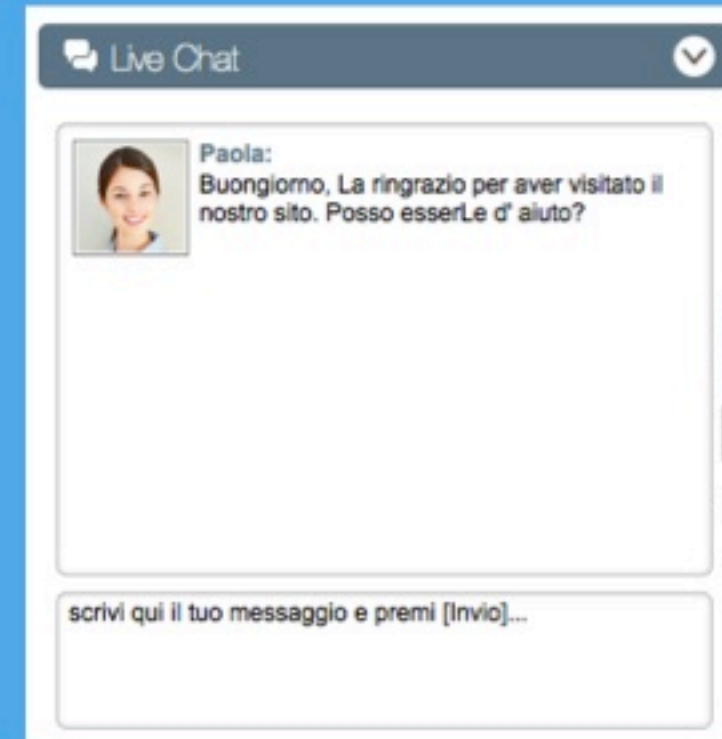 Live Chat
Paola:
Buongiorno, La ringrazio per aver visitato il
nostro sito. Posso esserLe d' aiuto?
scrivi qui il tuo messaggio e premi [Invio]...